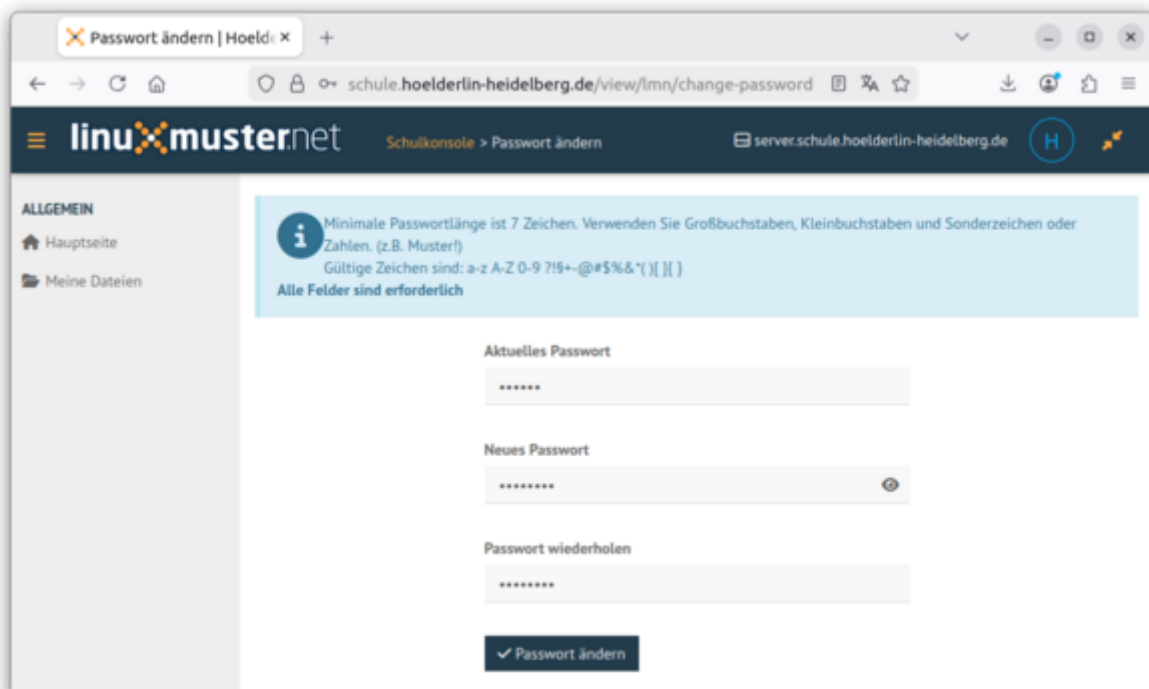 Passwort ändern | Hoelde
schule.hoelderlin-heidelberg.de/view/lmn/change-password
linuxmuster.net
Schulkonsole > Passwort ändern
server.schule.hoelderlin-heidelberg.de
H
ALLGEMEIN
Hauptseite
Meine Dateien
Minimale Passwortlänge ist 7 Zeichen. Verwenden Sie Großbuchstaben, Kleinbuchstaben und Sonderzeichen oder
Zahlen. (z.B. Muster!)
Gültige Zeichen sind: a-z A-Z 0-9 ?!§+-@#$%&*( )[ ]{ }
Alle Felder sind erforderlich
Aktuelles Passwort
••••••
Neues Passwort
••••••••
Passwort wiederholen
••••••••
Passwort ändern